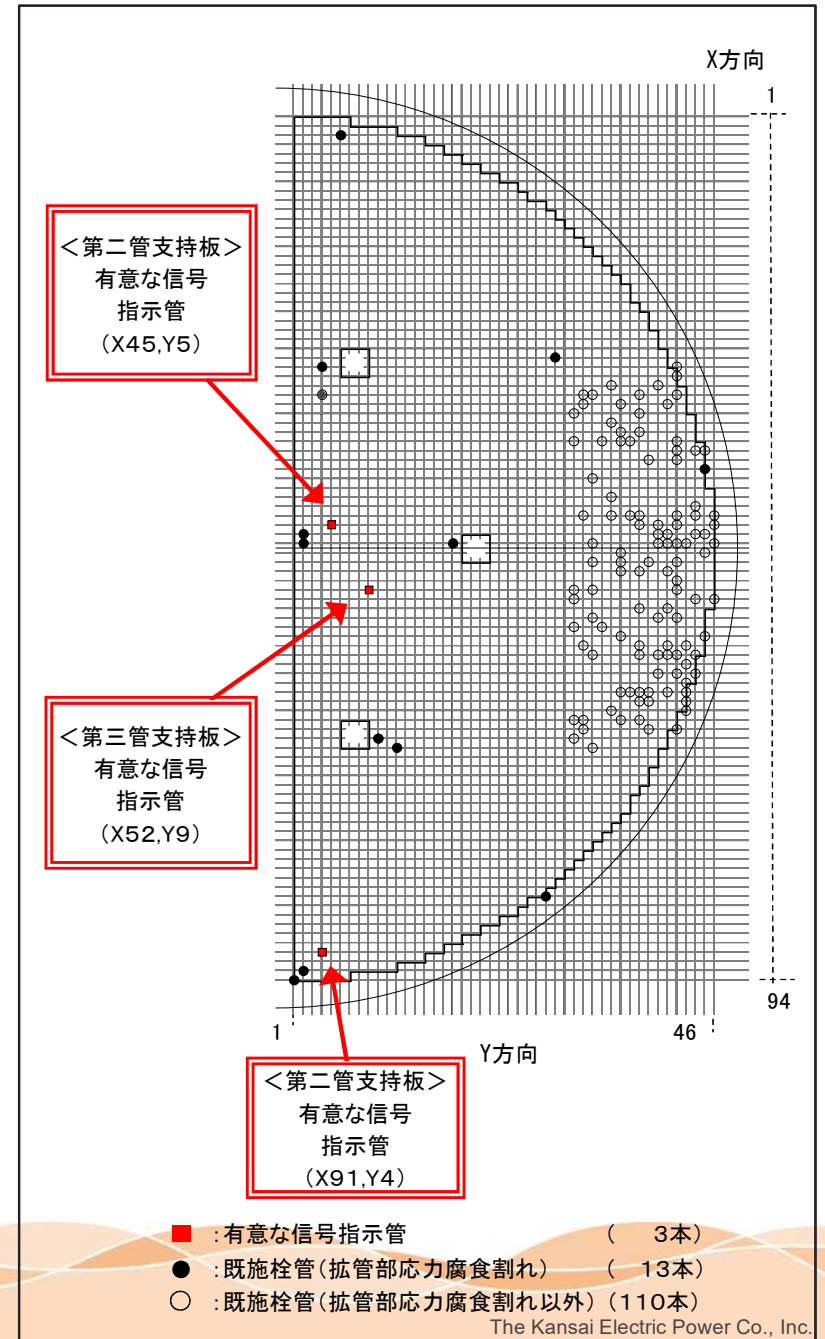 X方向
1
＜第二管支持板＞
有意な信号
指示管
（X45,Y5）
＜第三管支持板＞
有意な信号
指示管
（X52,Y9）
94
1
46
Y方向
＜第二管支持板＞
有意な信号
指示管
（X91,Y4）
■ :有意な信号指示管 （ 3本）
● :既施栓管(拡管部応力腐食割れ) （ 13本）
○ :既施栓管(拡管部応力腐食割れ以外) （110本）
The Kansai Electric Power Co., Inc.